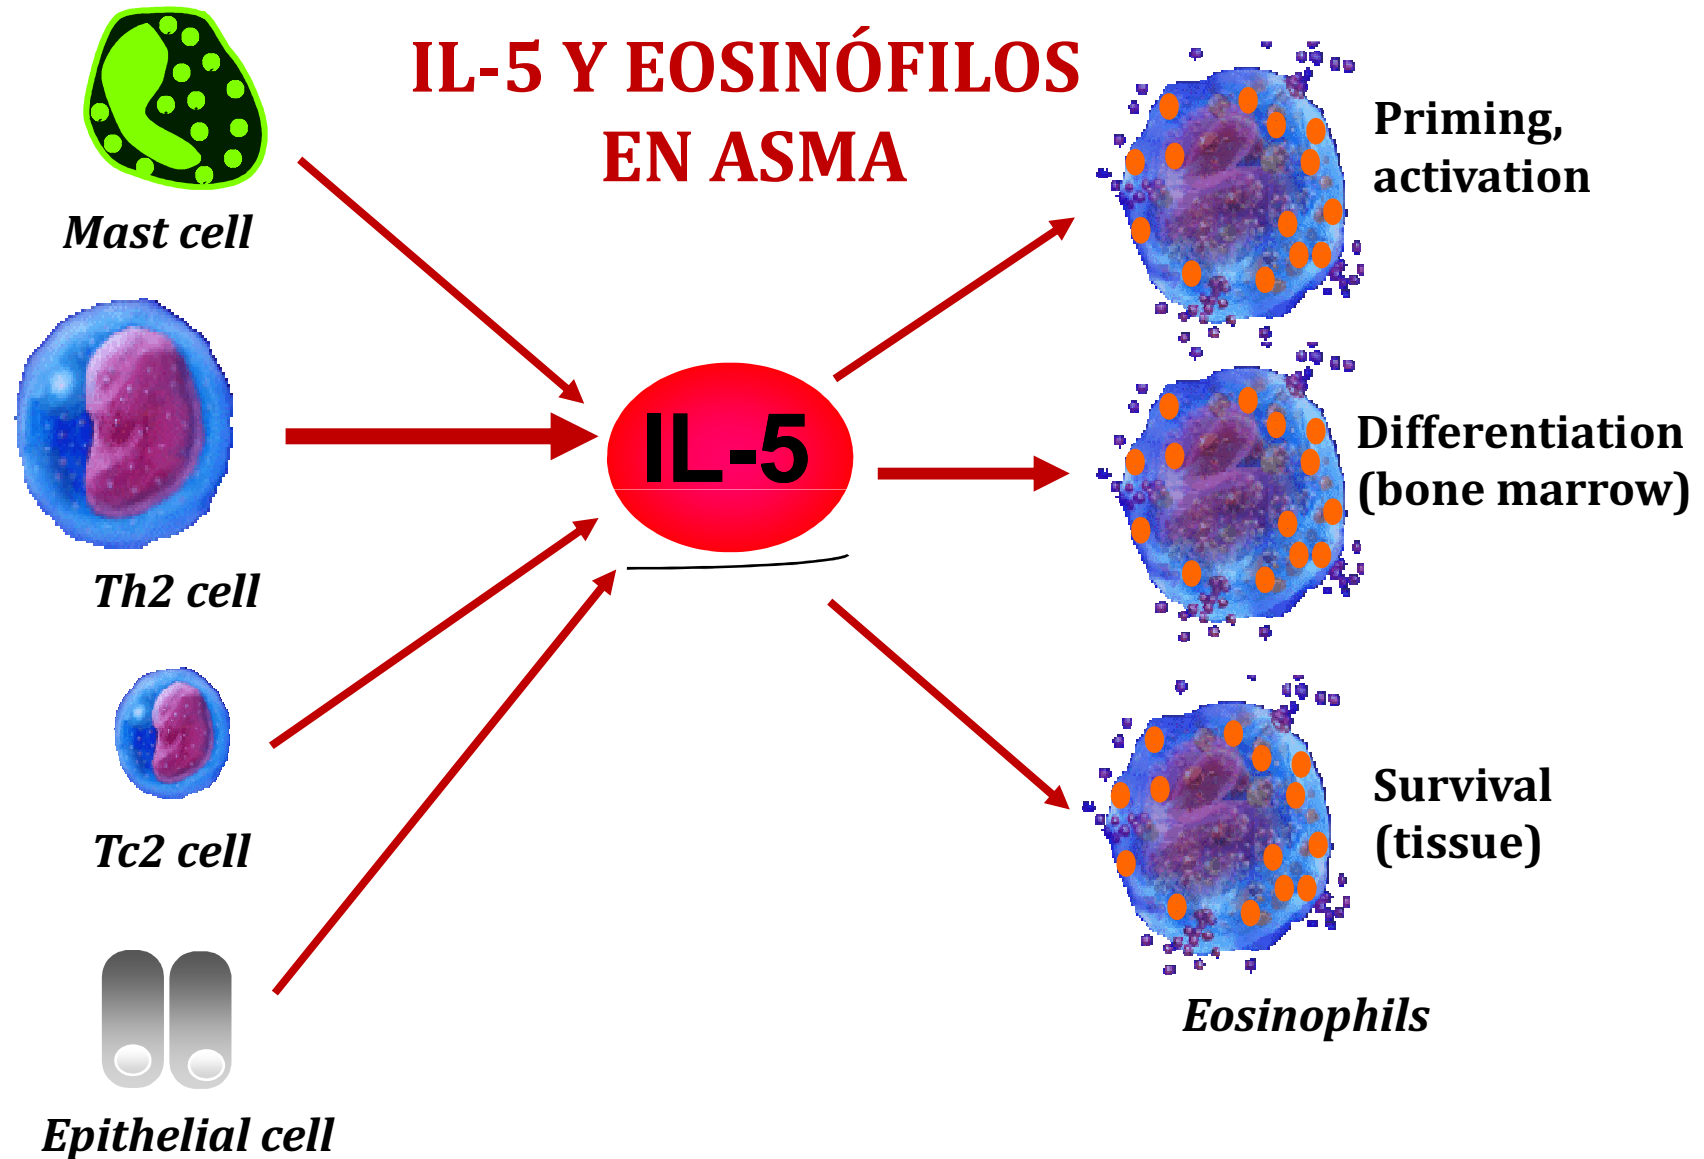 IL-5 Y EOSINÓFILOS
EN ASMA
Mast cell
Th2 cell
Tc2 cell
Epithelial cell
IL-5
Priming,
activation
Differentiation
(bone marrow)
Survival
(tissue)
Eosinophils